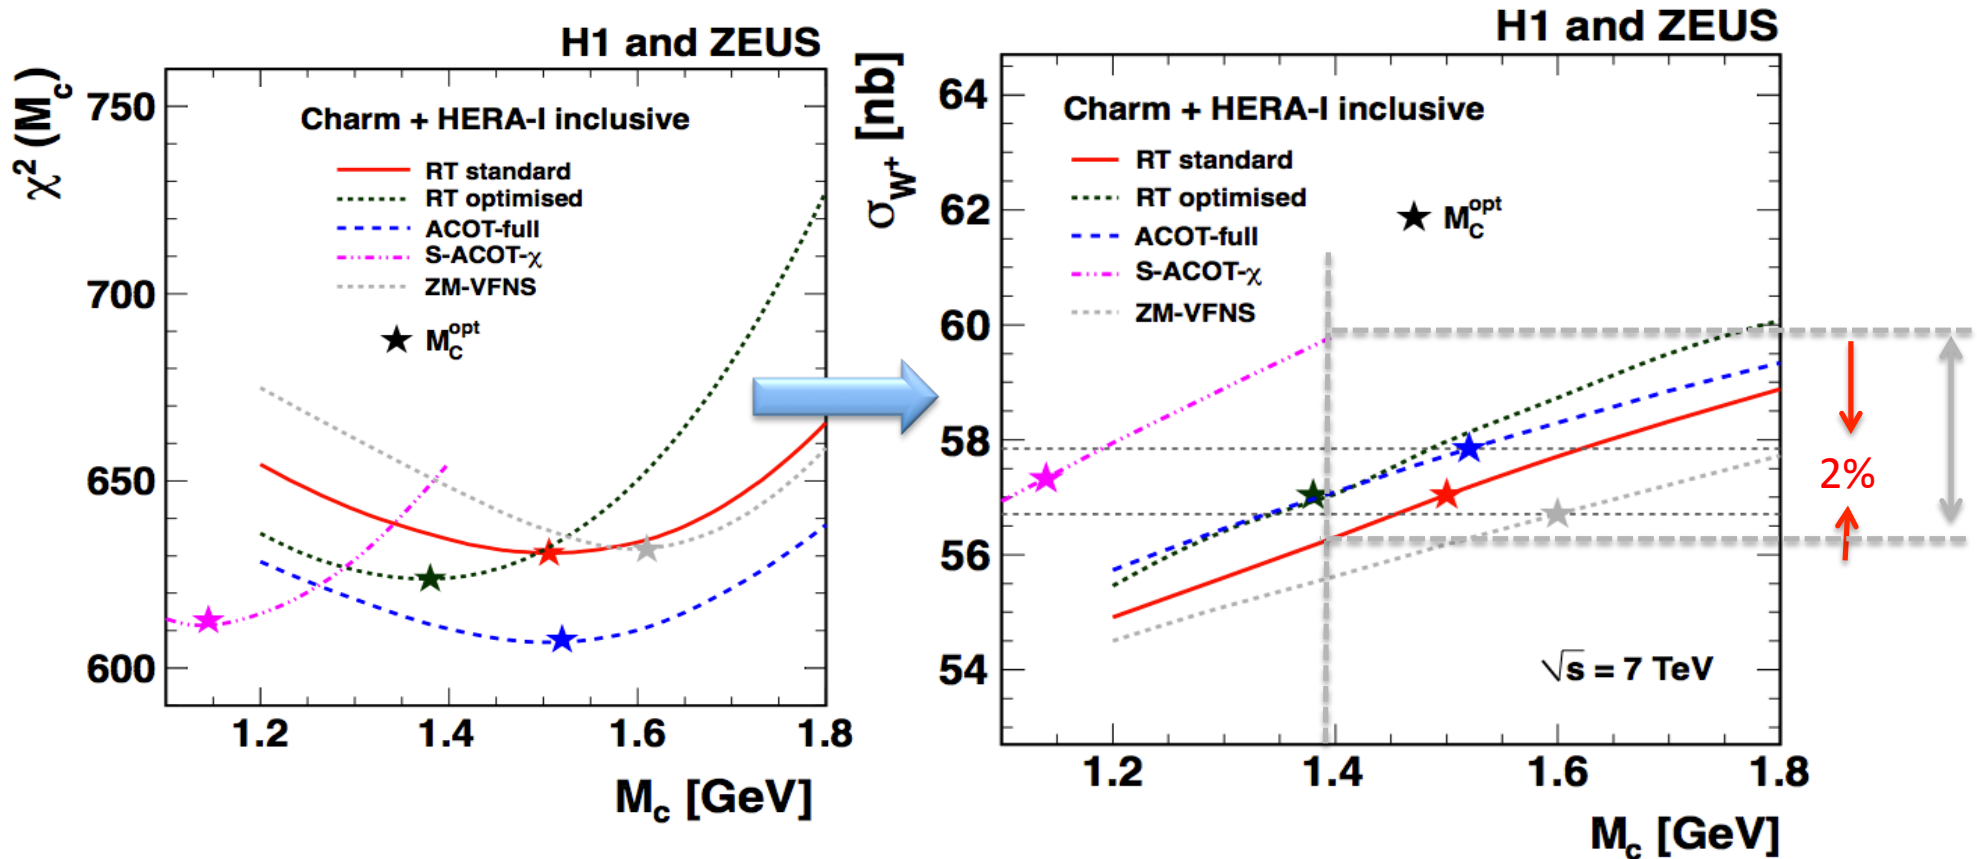 H1 and ZEUS
χ² (M_c)
750
700
650
600
Charm + HERA-I inclusive
RT standard
RT optimised
ACOT-full
S-ACOT-χ
ZM-VFNS
M_C^opt
1.2 1.4 1.6 1.8
M_c [GeV]
H1 and ZEUS
σ_W⁺ [nb]
64
62
60
58
56
54
Charm + HERA-I inclusive
RT standard
RT optimised
ACOT-full
S-ACOT-χ
ZM-VFNS
M_C^opt
2%
√s = 7 TeV
1.2 1.4 1.6 1.8
M_c [GeV]